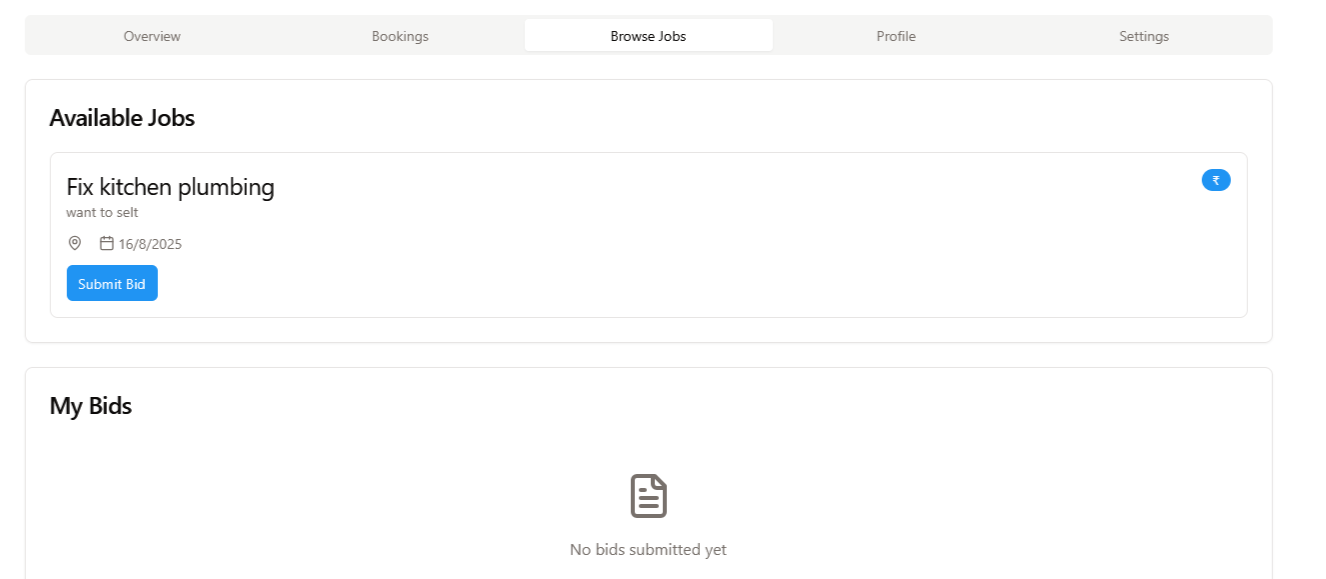 Overview Bookings Browse Jobs Profile Settings
Available Jobs
Fix kitchen plumbing
₹
want to selt
16/8/2025
Submit Bid
My Bids
No bids submitted yet